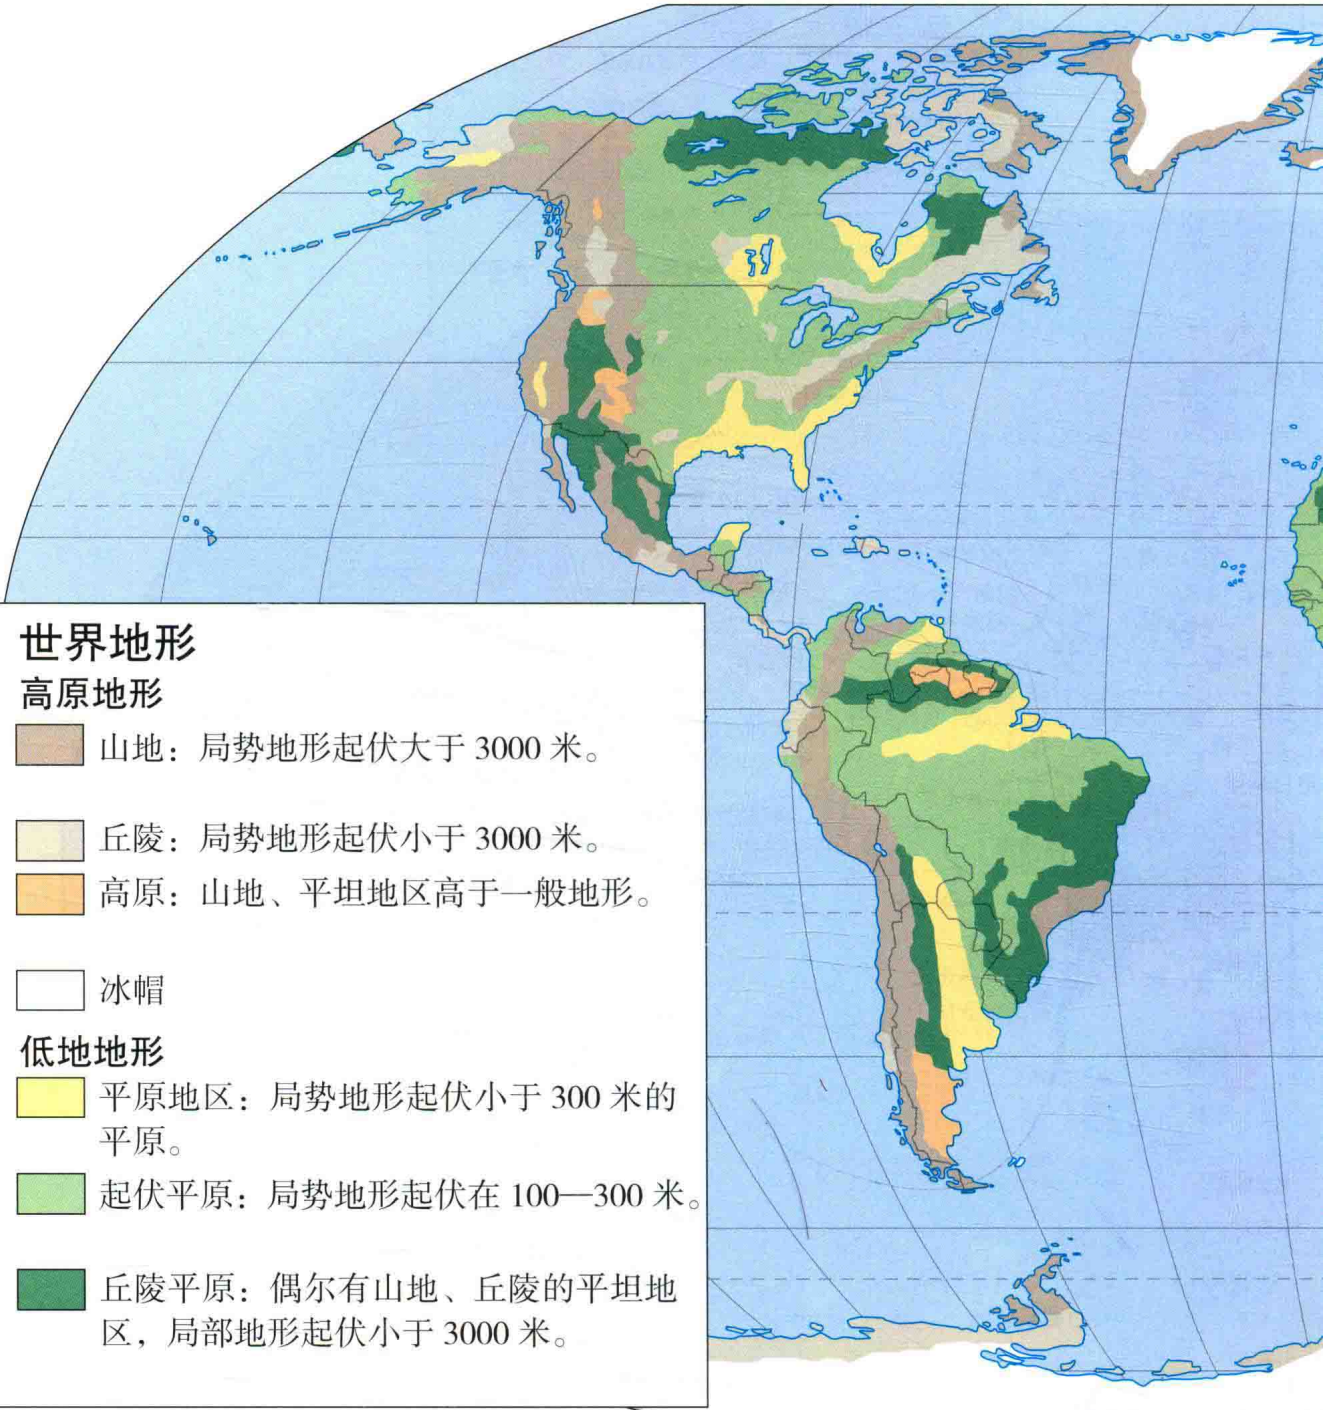 世界地形
高原地形
山地：局势地形起伏大于 3000 米。
丘陵：局势地形起伏小于 3000 米。
高原：山地、平坦地区高于一般地形。
冰帽
低地地形
平原地区：局势地形起伏小于 300 米的
平原。
起伏平原：局势地形起伏在 100—300 米。
丘陵平原：偶尔有山地、丘陵的平坦地
区，局部地形起伏小于 3000 米。